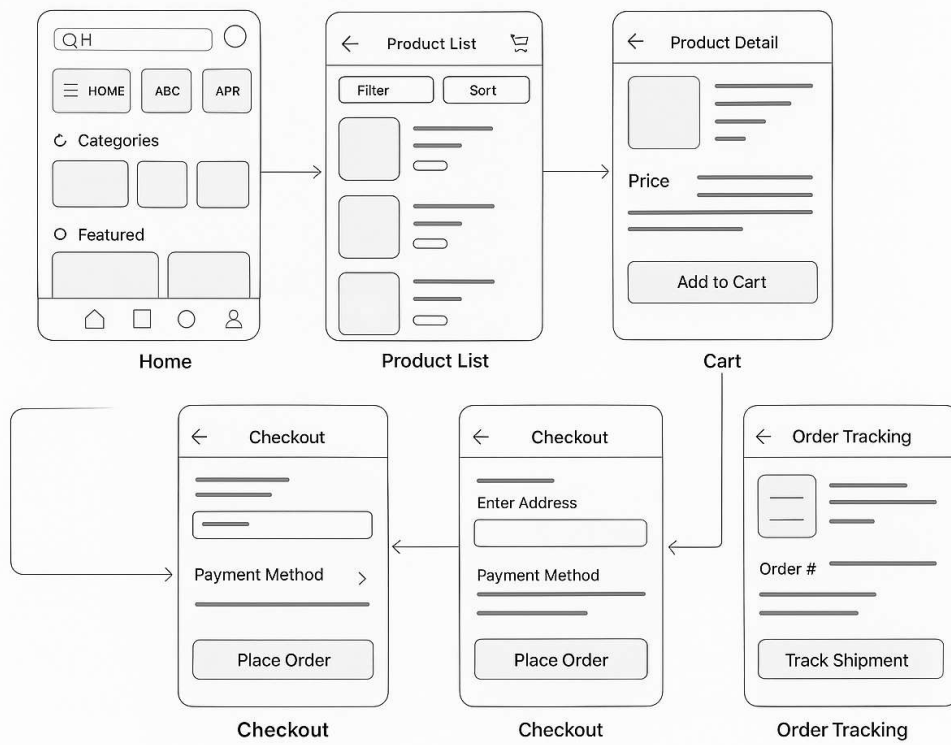 H
HOME
ABC
APR
Categories
Featured
Home
Product List
Filter
Sort
Product List
Product Detail
Price
Add to Cart
Cart
Checkout
Payment Method
Place Order
Checkout
Checkout
Enter Address
Payment Method
Place Order
Checkout
Order Tracking
Order #
Track Shipment
Order Tracking